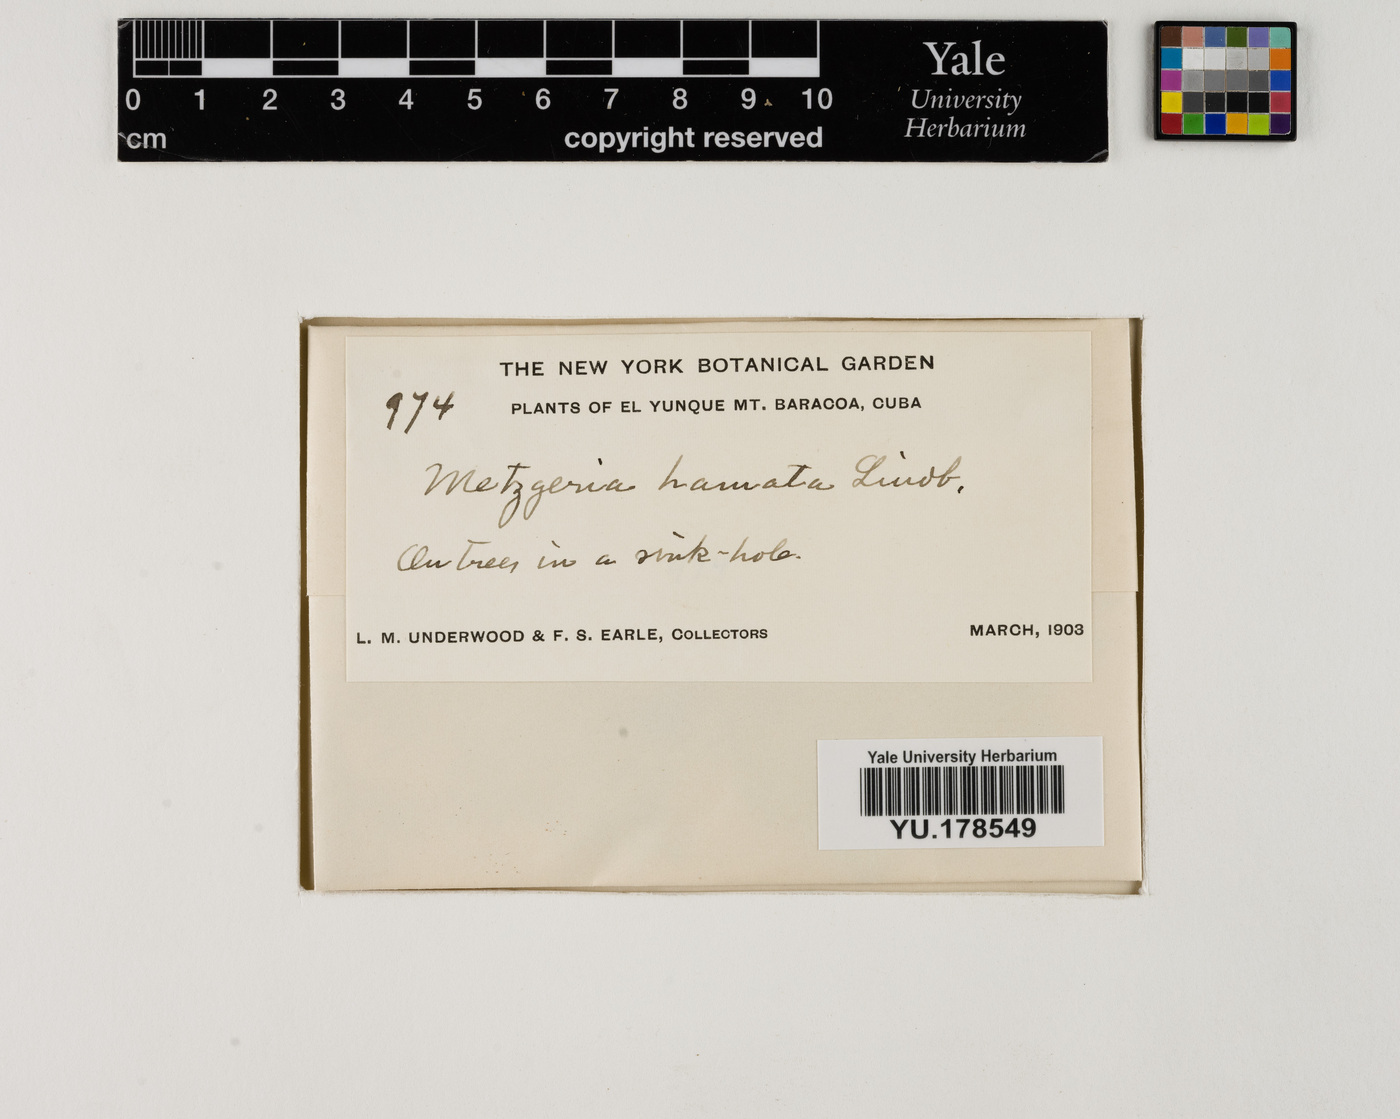 0 1 2 3 4 5 6 7 8 9 10
cm
copyright reserved
Yale
University
Herbarium
THE NEW YORK BOTANICAL GARDEN
974
PLANTS OF EL YUNQUE MT. BARACOA, CUBA
Metzgeria hamata Lindb.
On trees in a sink-hole.
L. M. UNDERWOOD & F. S. EARLE, COLLECTORS
MARCH, 1903
Yale University Herbarium
YU.178549